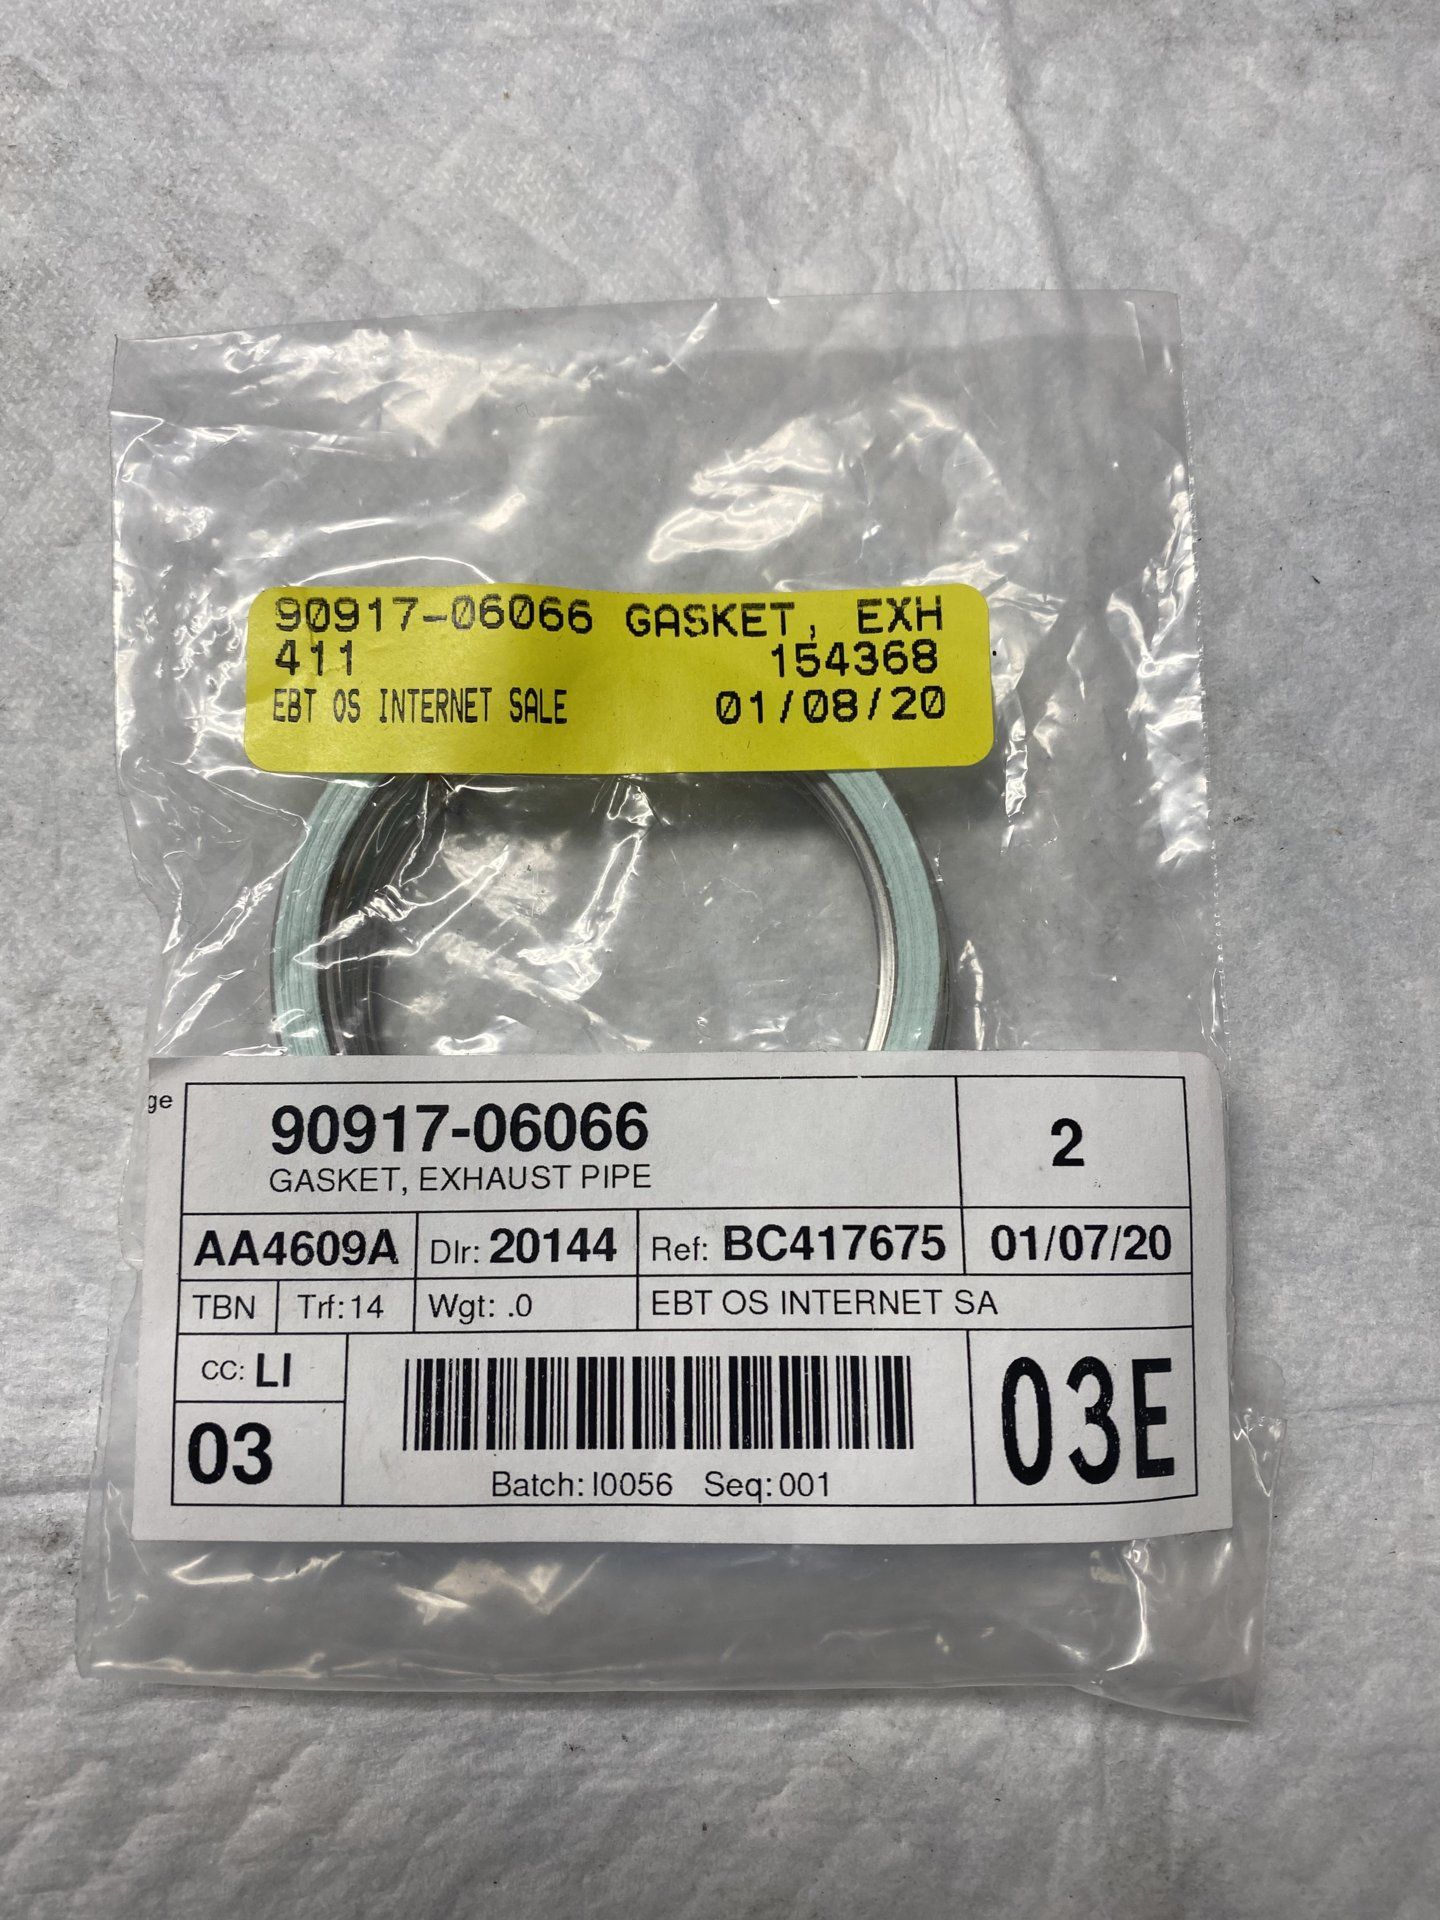 90917-06066 GASKET, EXH
411 154368
EBT OS INTERNET SALE 01/08/20
ge
90917-06066 2
GASKET, EXHAUST PIPE
AA4609A Dlr: 20144 Ref: BC417675 01/07/20
TBN Trf:14 Wgt: .0 EBT OS INTERNET SA
CC: LI
03 03E
Batch: I0056 Seq:001